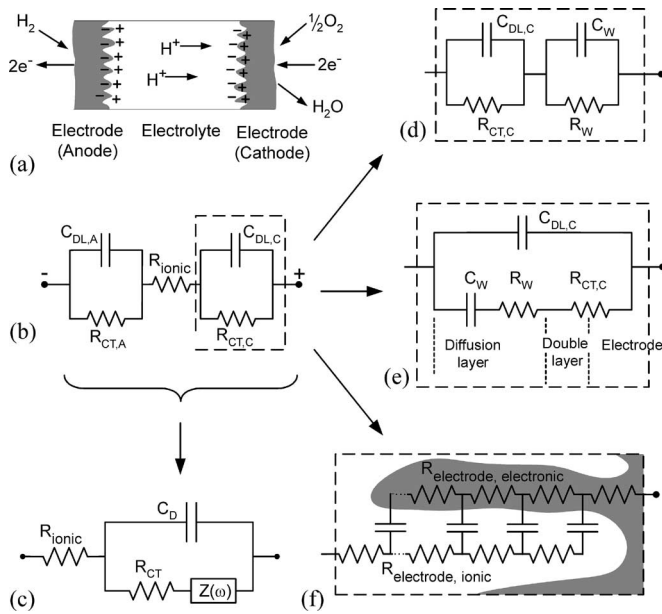 H2
2e-
H+
H+
½O2
2e-
H2O
Electrode
(Anode)
Electrolyte
Electrode
(Cathode)
(a)
CDL,A
Rionic
CDL,C
-
+
RCT,A
RCT,C
(b)
Rionic
CD
RCT
Z(ω)
(c)
CDL,C
CW
RCT,C
RW
(d)
CDL,C
CW
RW
RCT,C
Diffusion
layer
Double
layer
Electrode
(e)
Relectrode, electronic
Relectrode, ionic
(f)